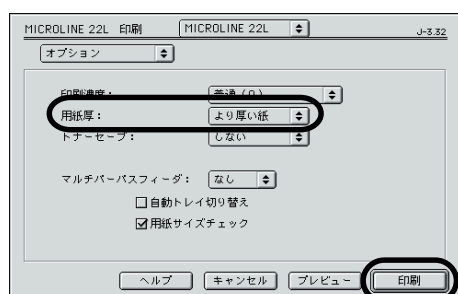 MICROLINE 22L 印刷 MICROLINE 22L J-3.32
オプション
印刷濃度： 普通（0）
用紙厚： より厚い紙
トナーセーブ： しない
マルチパーパスフィーダ： なし
自動トレイ切り替え
用紙サイズチェック
ヘルプ キャンセル プレビュー 印刷